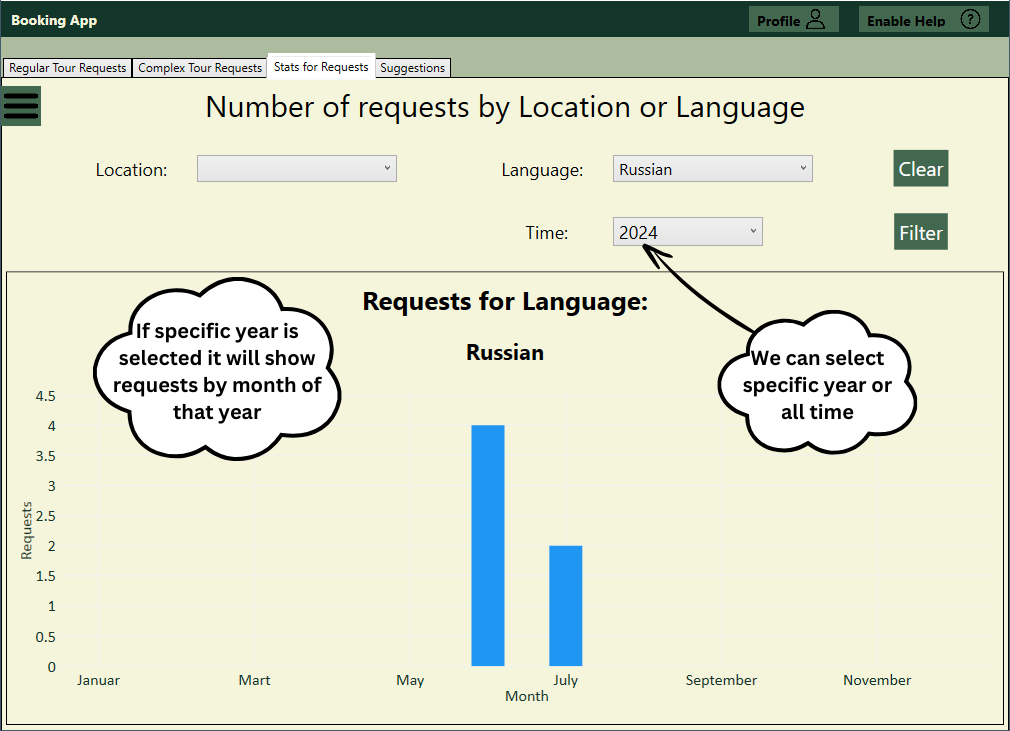 Booking App
Profile
Enable Help
?
Regular Tour Requests
Complex Tour Requests
Stats for Requests
Suggestions
Number of requests by Location or Language
Location:
Language:
Russian
Clear
Time:
2024
Filter
If specific year is
selected it will show
requests by month of
that year
Requests for Language:
Russian
We can select
specific year or
all time
4.5
4
3.5
3
2.5
2
1.5
1
0.5
0
Requests
Januar
Mart
May
July
September
November
Month